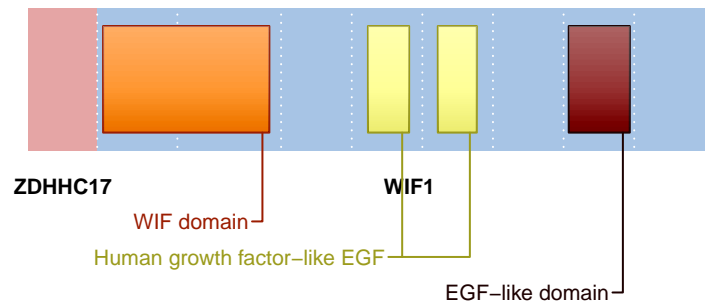 ZDHHC17 WIF1
WIF domain
Human growth factor−like EGF
EGF−like domain